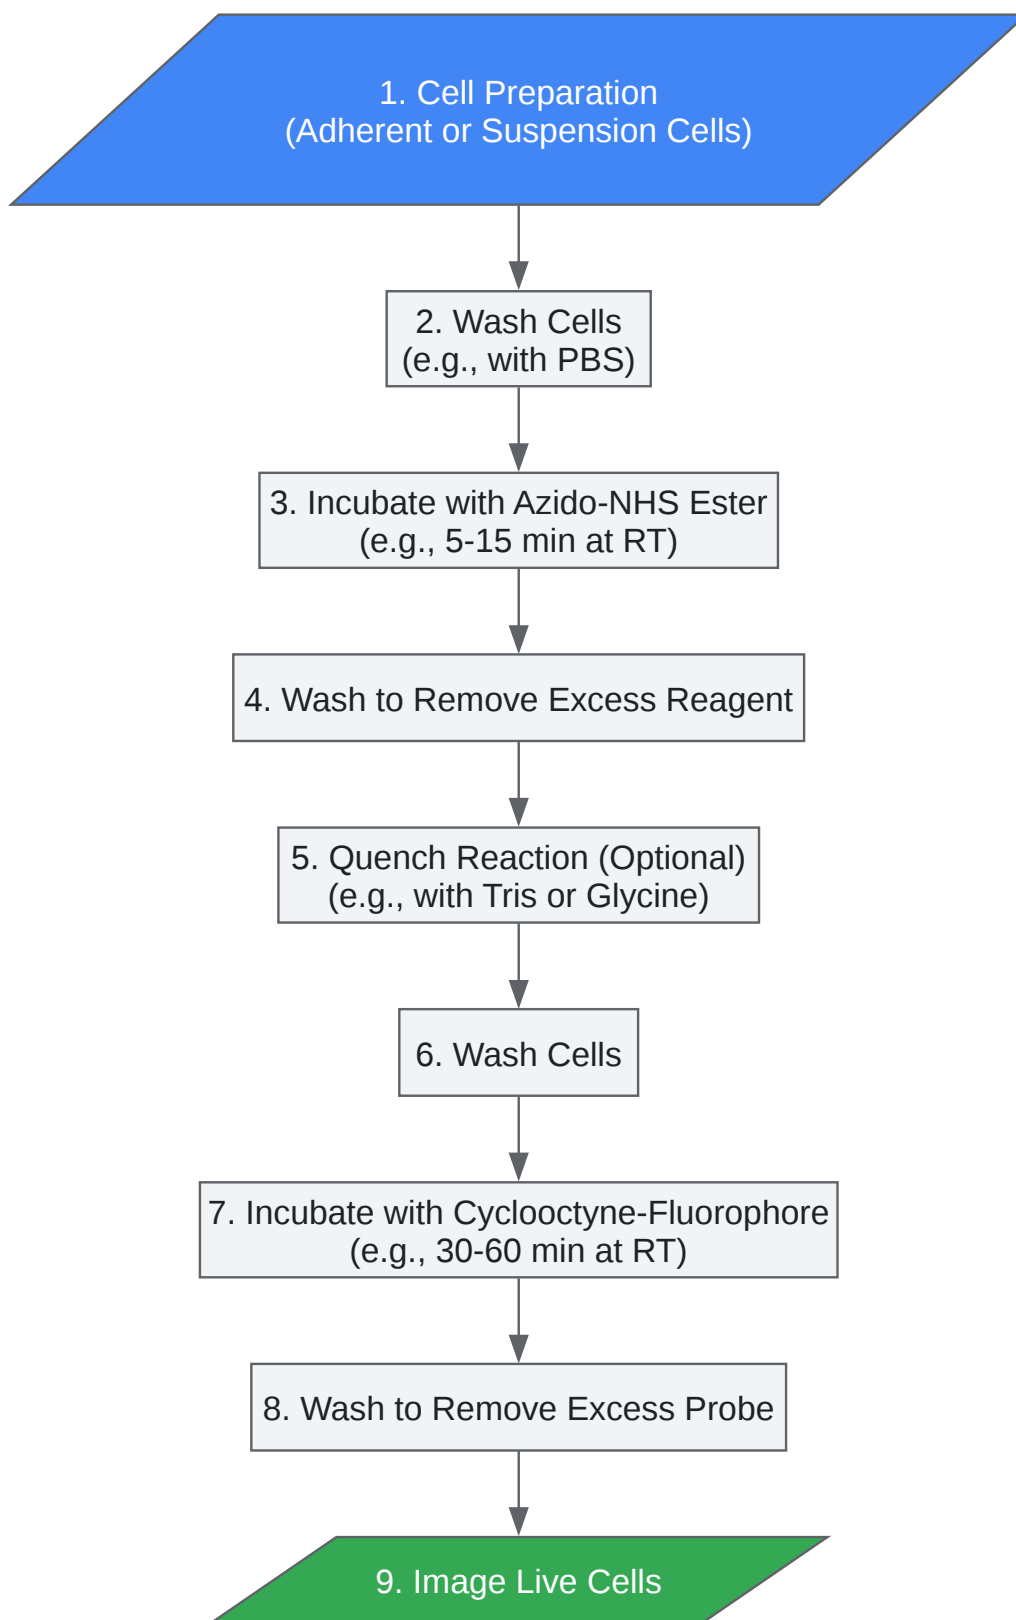 1. Cell Preparation
(Adherent or Suspension Cells)
2. Wash Cells
(e.g., with PBS)
3. Incubate with Azido-NHS Ester
(e.g., 5-15 min at RT)
4. Wash to Remove Excess Reagent
5. Quench Reaction (Optional)
(e.g., with Tris or Glycine)
6. Wash Cells
7. Incubate with Cyclooctyne-Fluorophore
(e.g., 30-60 min at RT)
8. Wash to Remove Excess Probe
9. Image Live Cells